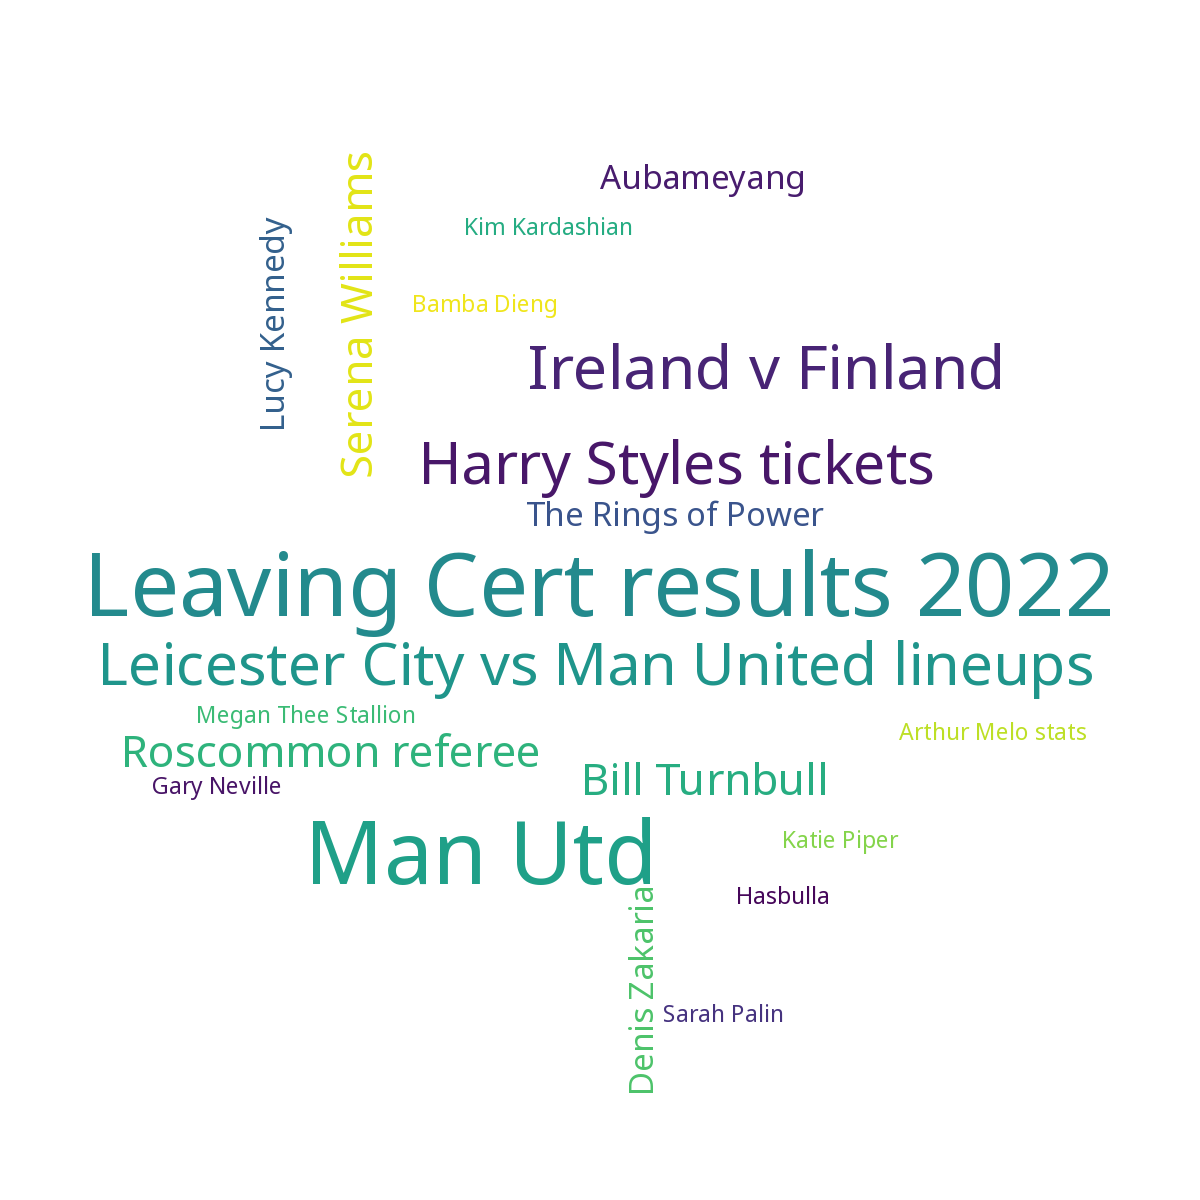 Aubameyang
Kim Kardashian
Lucy Kennedy
Serena Williams
Bamba Dieng
Ireland v Finland
Harry Styles tickets
The Rings of Power
Leaving Cert results 2022
Leicester City vs Man United lineups
Megan Thee Stallion
Arthur Melo stats
Roscommon referee
Bill Turnbull
Gary Neville
Man Utd
Katie Piper
Hasbulla
Denis Zakaria
Sarah Palin